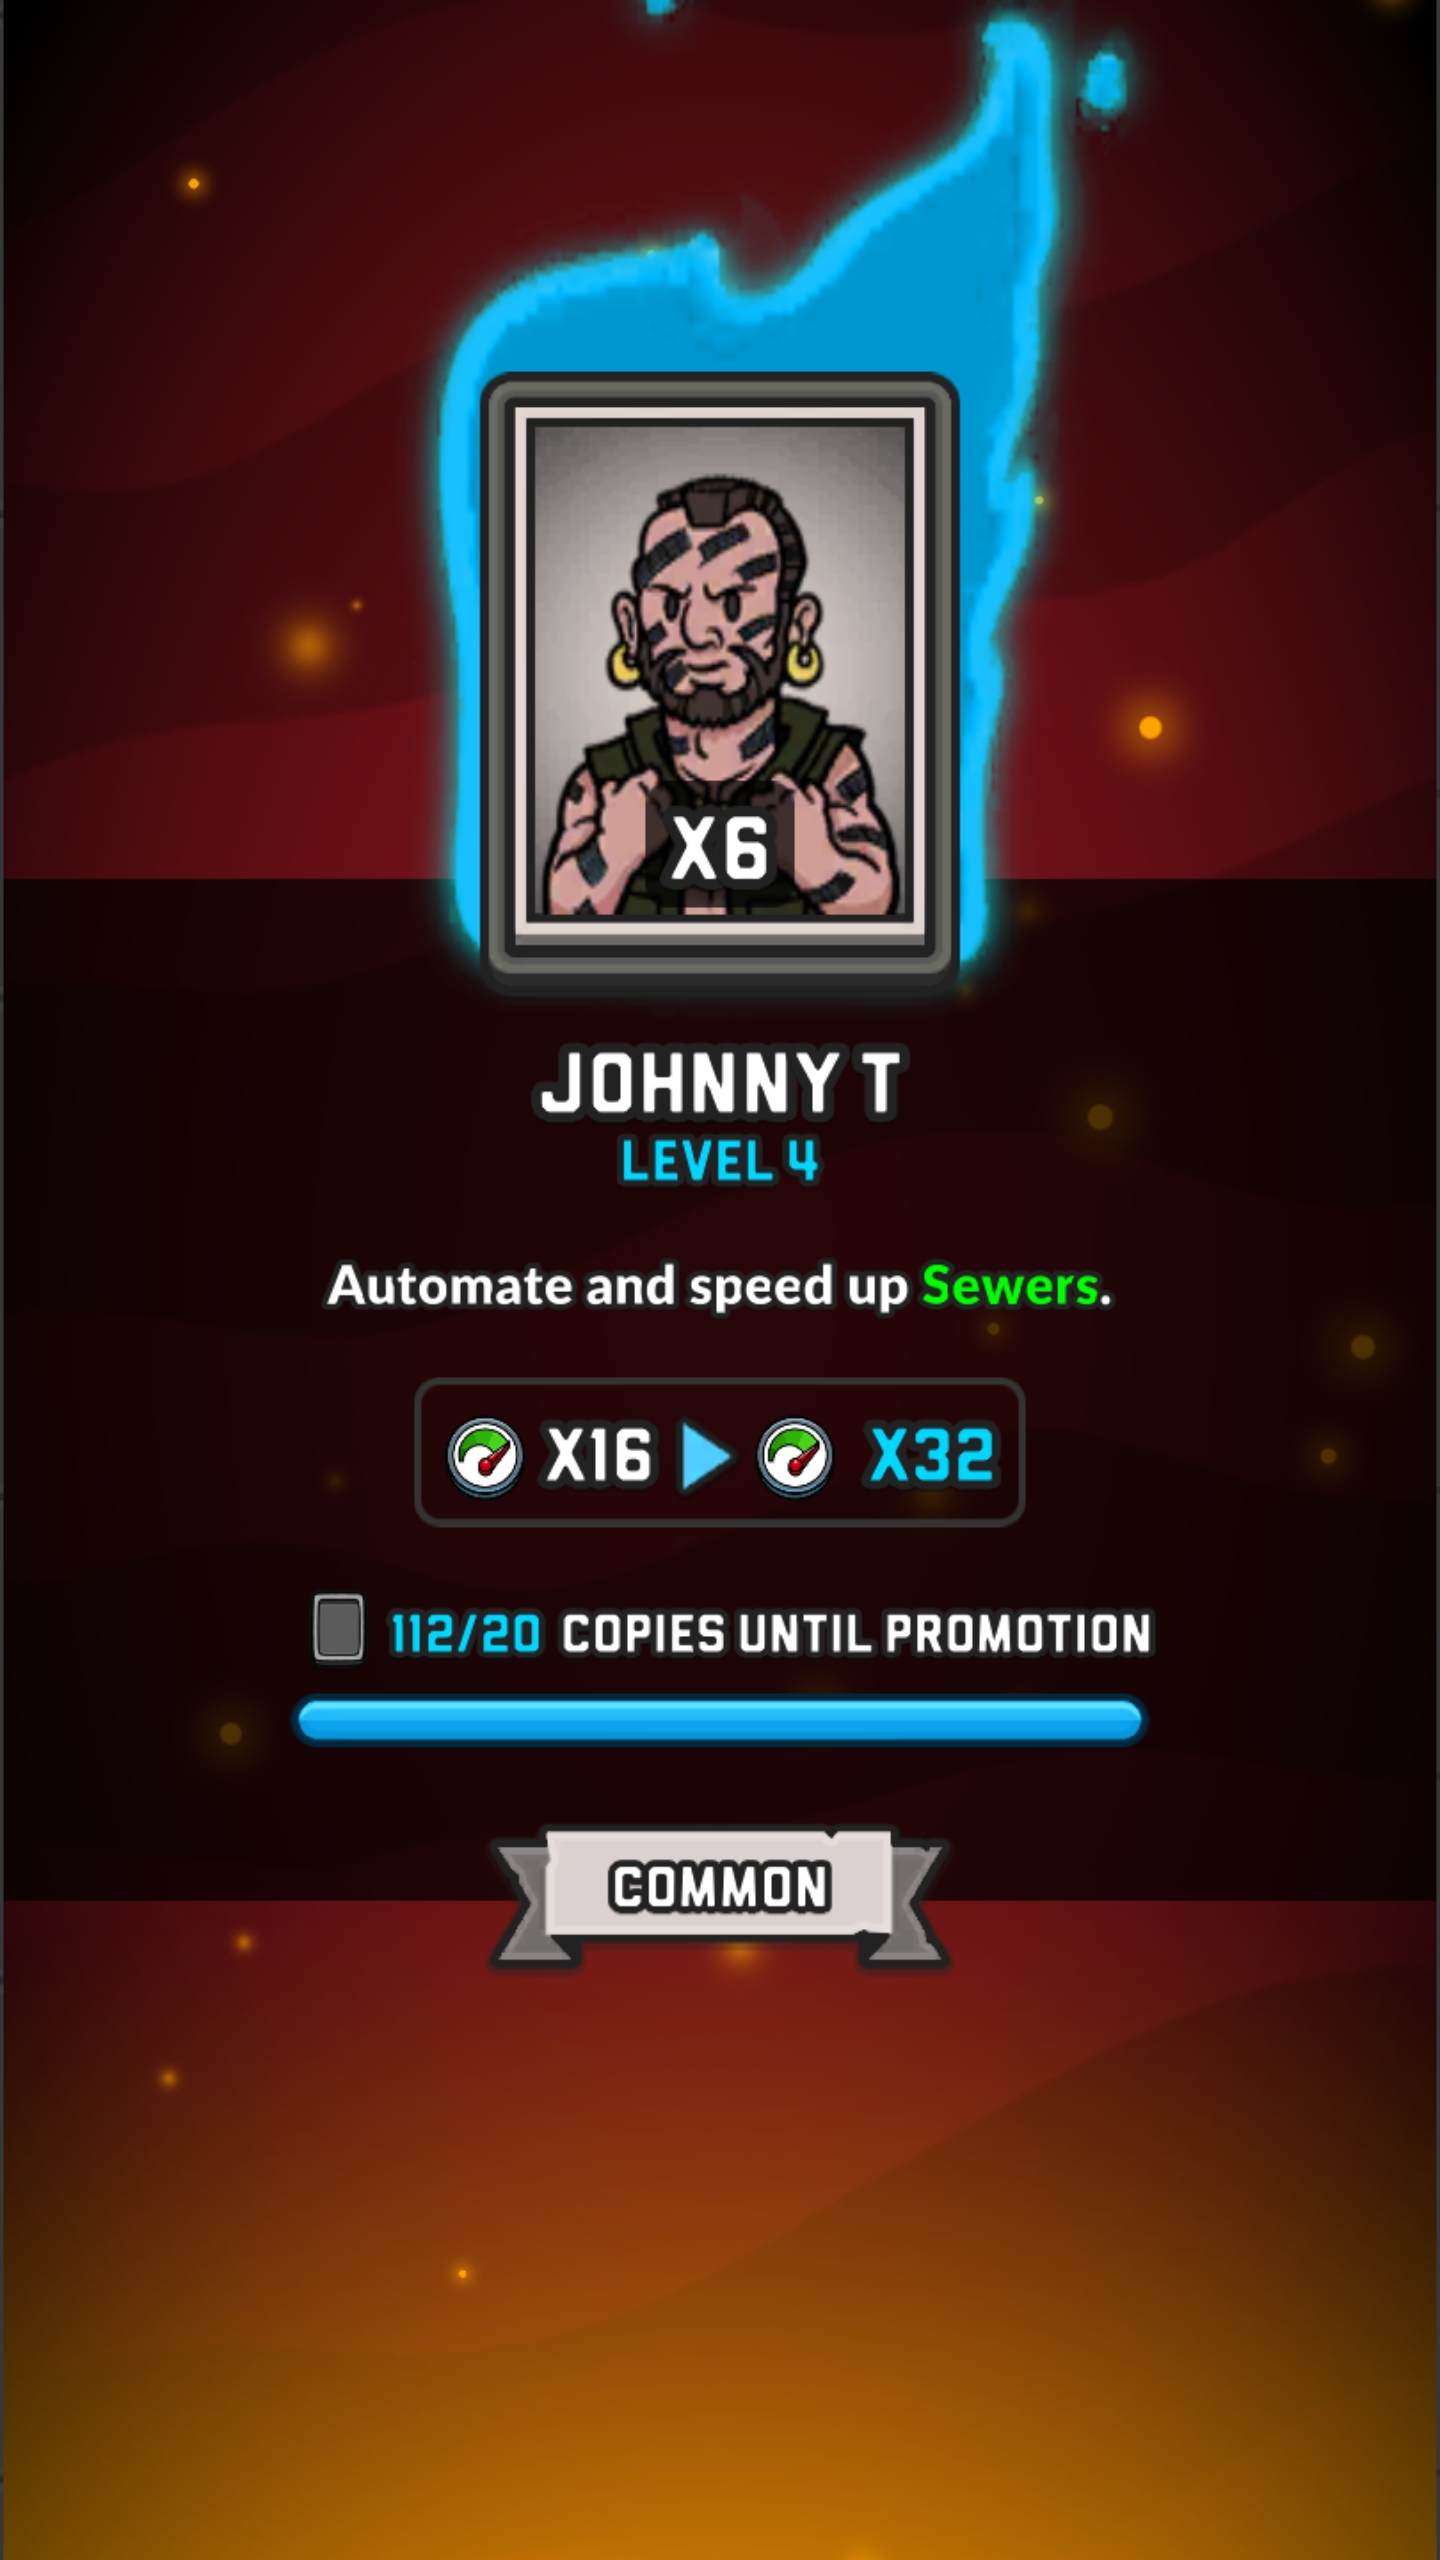 X6
JOHNNY T
LEVEL 4
Automate and speed up Sewers.
X16 X32
112/20 COPIES UNTIL PROMOTION
COMMON